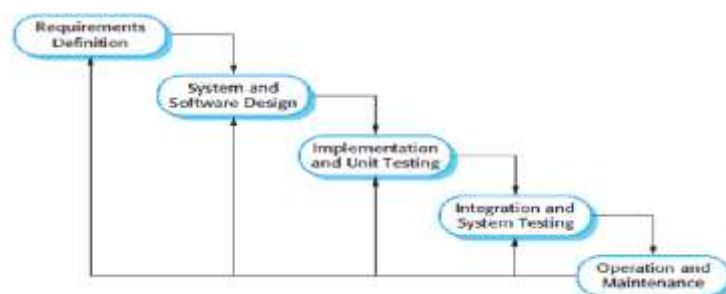 Requirements
Definition
System and
Software Design
Implementation
and Unit Testing
Integration and
System Testing
Operation and
Maintenance